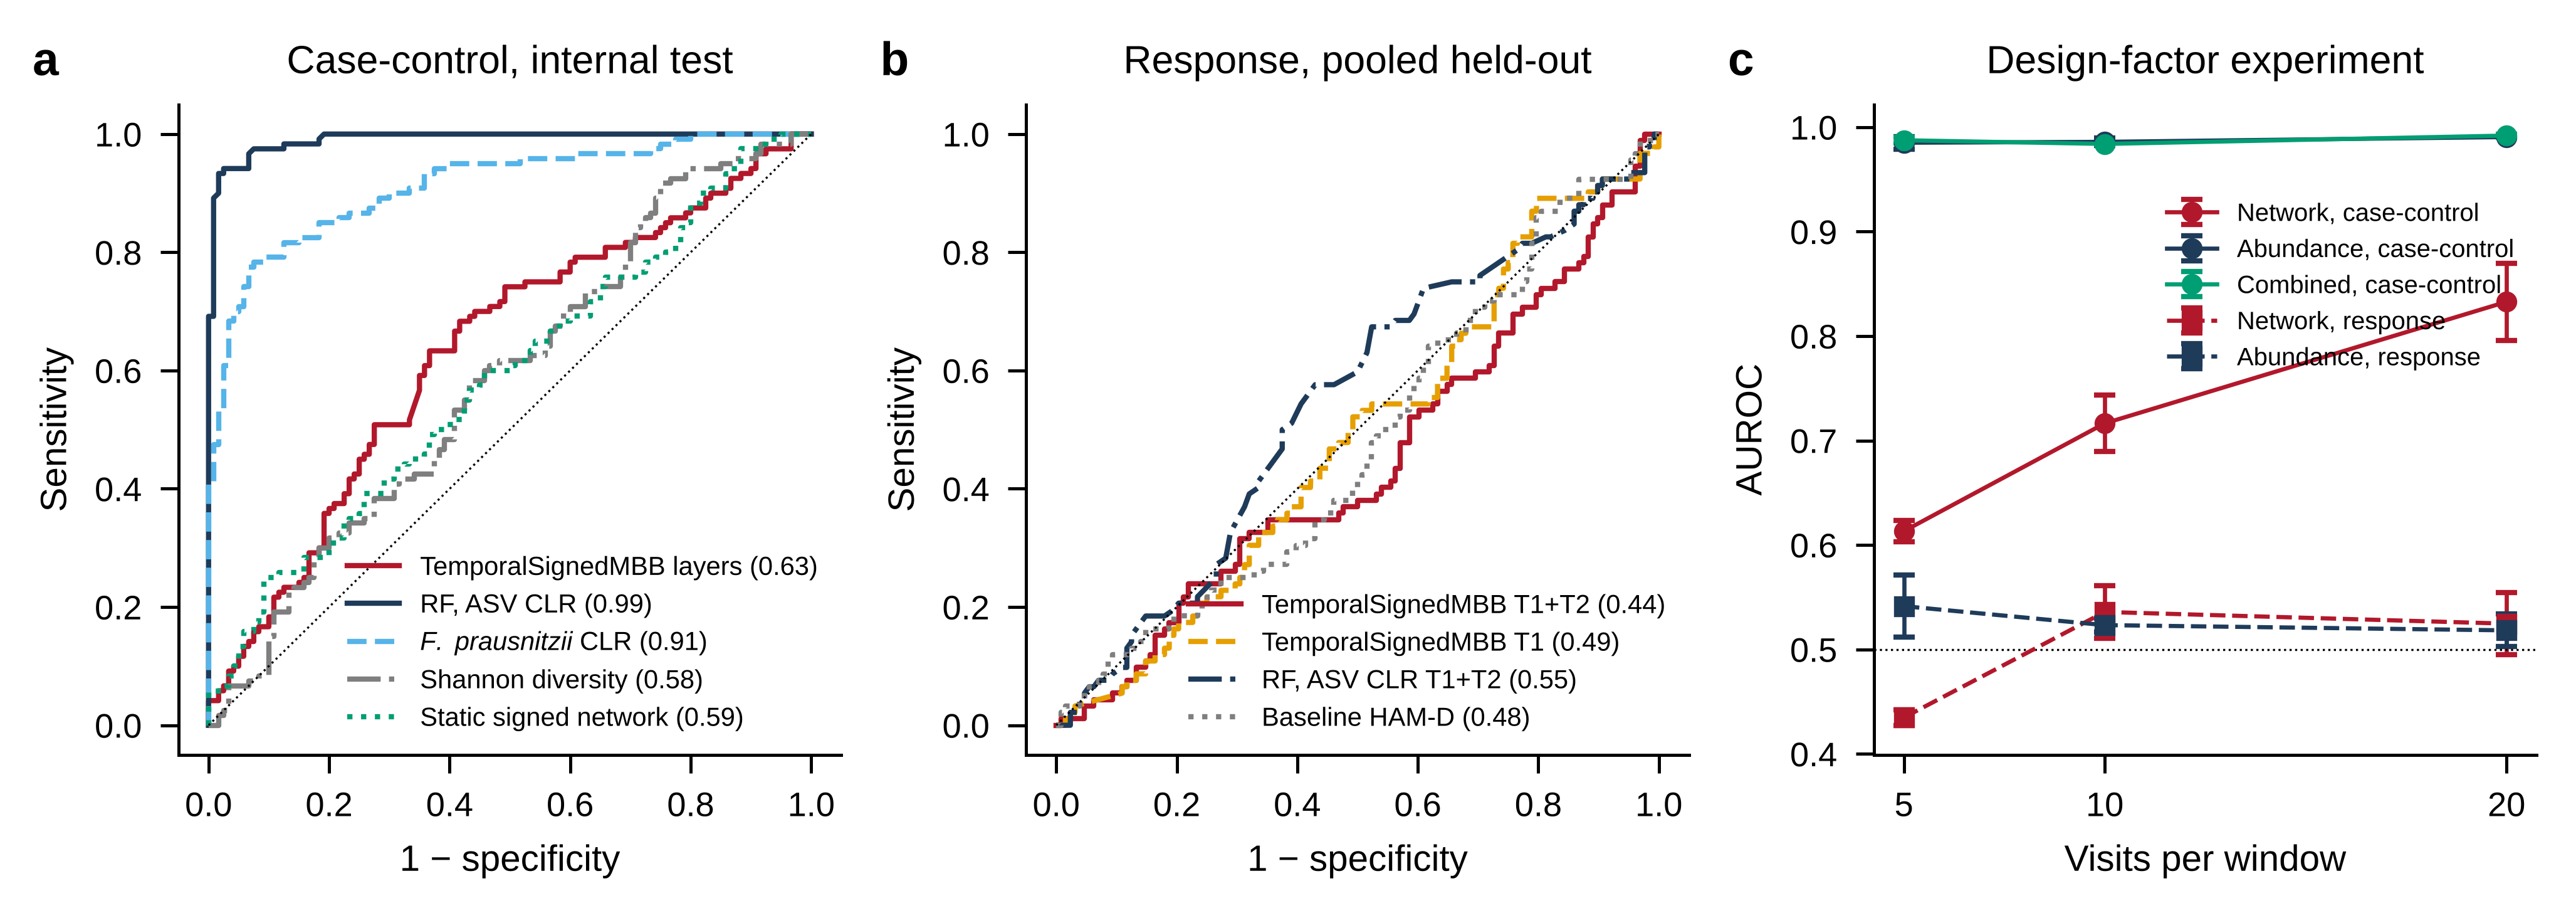 a
Case-control, internal test
Sensitivity
1.0
0.8
0.6
0.4
0.2
0.0
TemporalSignedMBB layers (0.63)
RF, ASV CLR (0.99)
F. prausnitzii CLR (0.91)
Shannon diversity (0.58)
Static signed network (0.59)
0.0 0.2 0.4 0.6 0.8 1.0
1 − specificity
b
Response, pooled held-out
Sensitivity
1.0
0.8
0.6
0.4
0.2
0.0
TemporalSignedMBB T1+T2 (0.44)
TemporalSignedMBB T1 (0.49)
RF, ASV CLR T1+T2 (0.55)
Baseline HAM-D (0.48)
0.0 0.2 0.4 0.6 0.8 1.0
1 − specificity
c
Design-factor experiment
AUROC
1.0
0.9
0.8
0.7
0.6
0.5
0.4
Network, case-control
Abundance, case-control
Combined, case-control
Network, response
Abundance, response
5 10 20
Visits per window